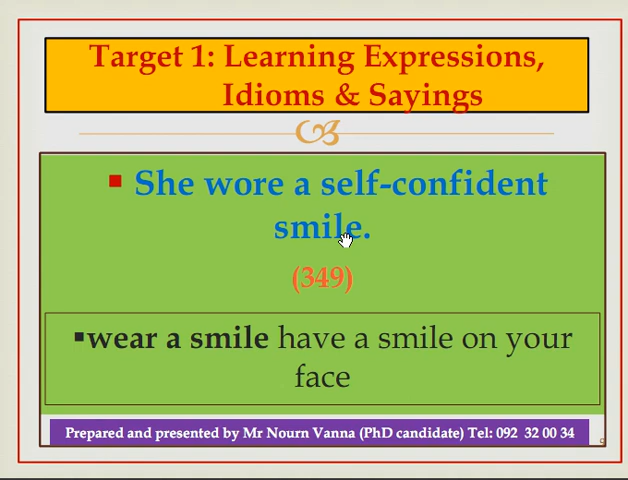 Target 1: Learning Expressions,
Idioms & Sayings
▪ She wore a self-confident
smile.
(349)
▪wear a smile have a smile on your
face
Prepared and presented by Mr Nourn Vanna (PhD candidate) Tel: 092 32 00 34